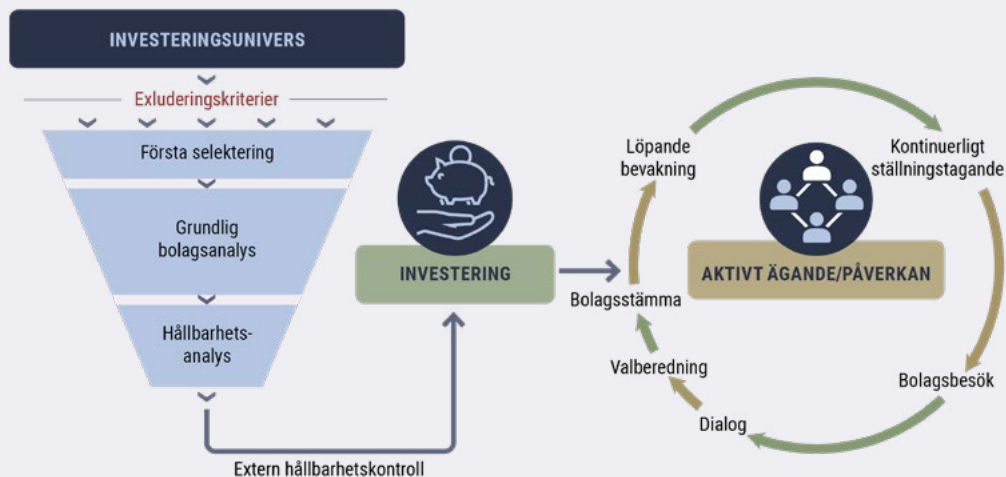 INVESTERINGSUNIVERS
Exluderingskriterier
Första selektering
Grundlig
bolagsanalys
Hållbarhets-
analys
Extern hållbarhetskontroll
INVESTERING
Löpande
bevakning
Kontinuerligt
ställningstagande
AKTIVT ÄGANDE/PÅVERKAN
Bolagsstämma
Valberedning
Dialog
Bolagsbesök